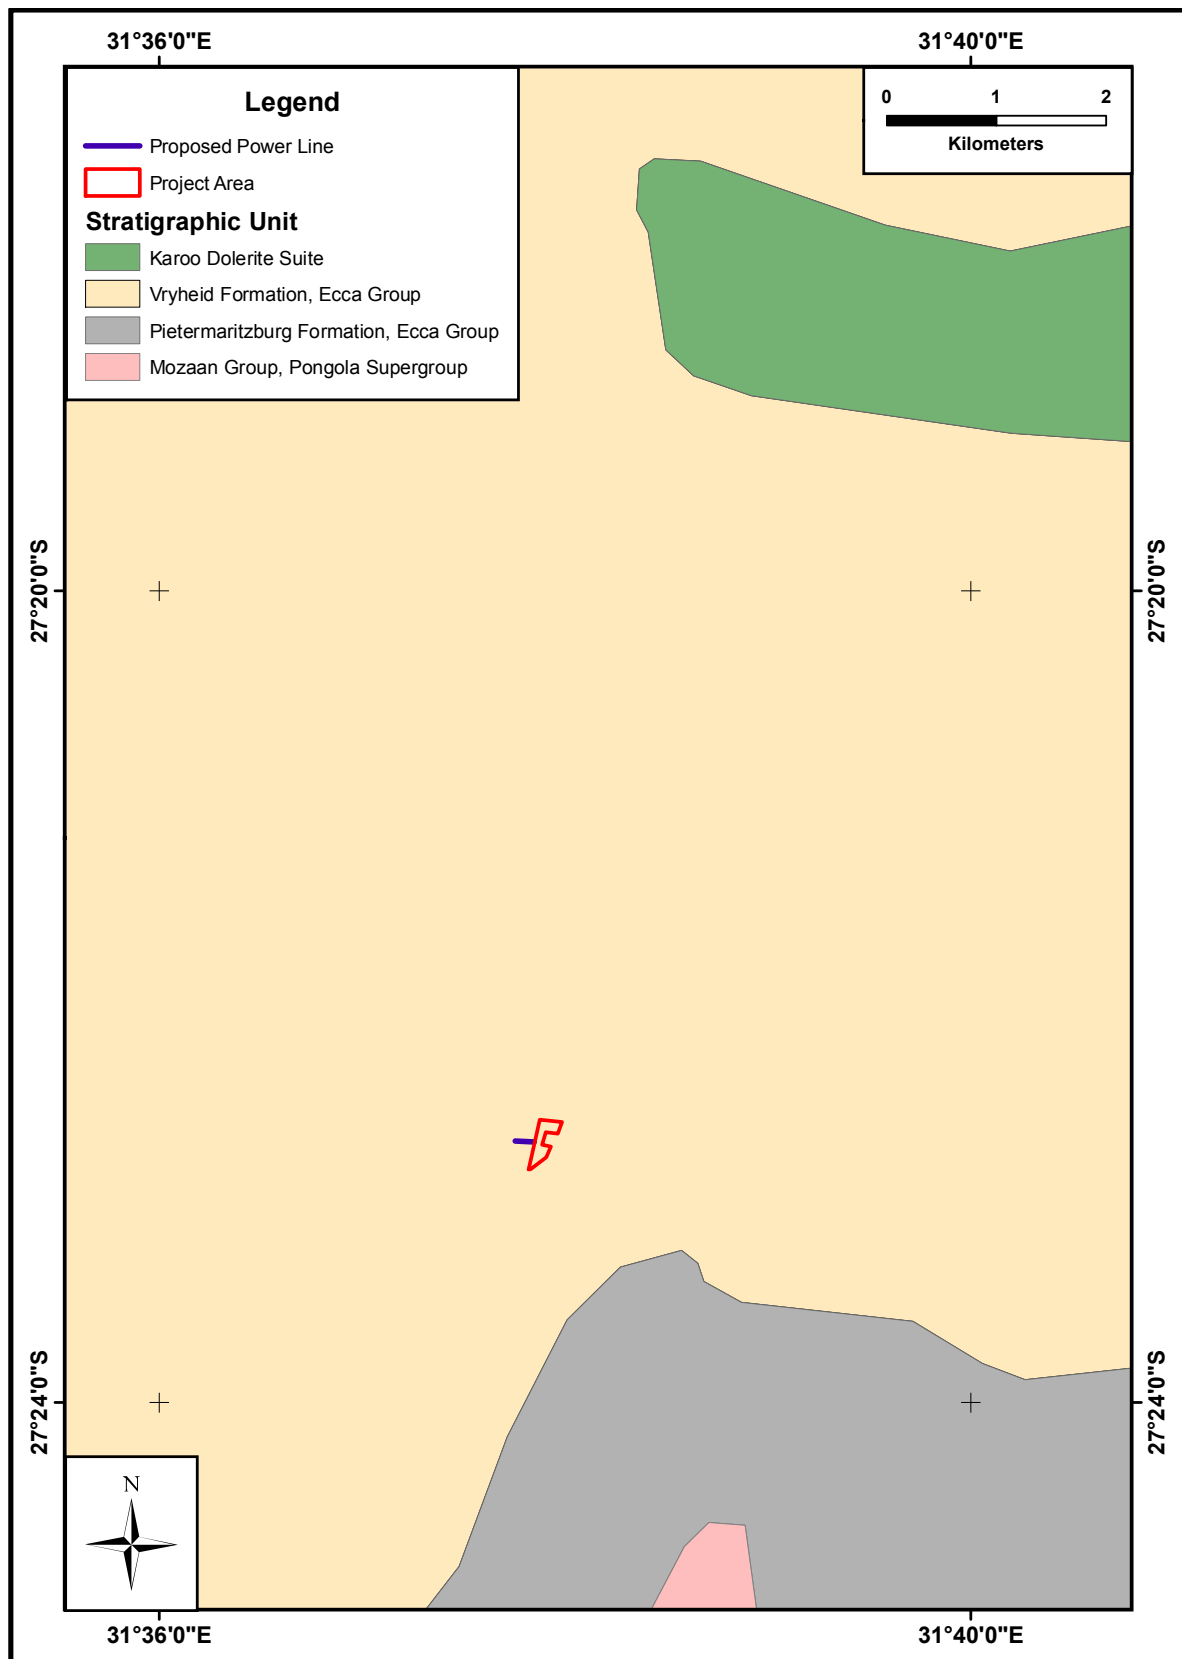 31°36'0"E
31°40'0"E
Legend
Proposed Power Line
Project Area
Stratigraphic Unit
Karoo Dolerite Suite
Vryheid Formation, Ecca Group
Pietermaritzburg Formation, Ecca Group
Mozaan Group, Pongola Supergroup
0 1 2
Kilometers
27°20'0"S
27°20'0"S
27°24'0"S
27°24'0"S
N
31°36'0"E
31°40'0"E